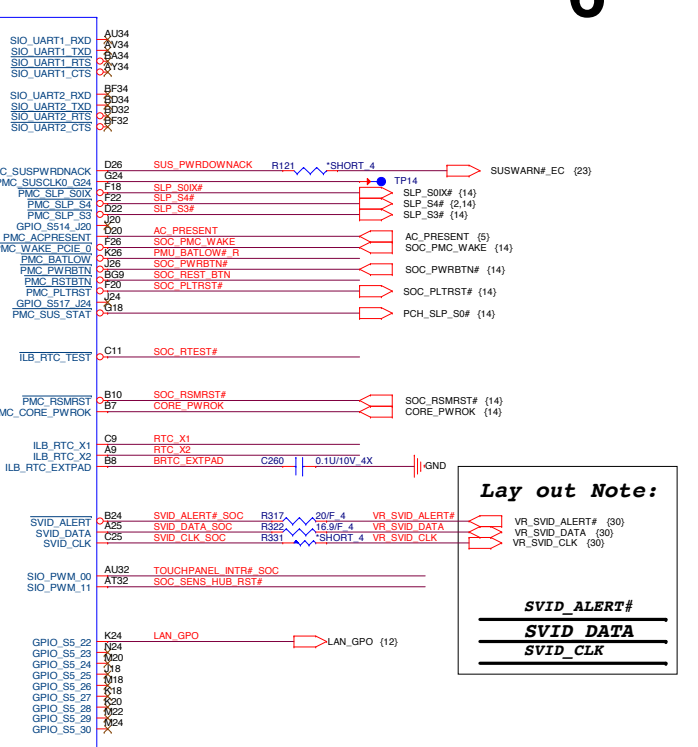 SIO_UART1_RXD AU34
SIO_UART1_TXD AV34
SIO_UART1_RTS BA34
SIO_UART1_CTS AY34
SIO_UART2_RXD BF34
SIO_UART2_TXD BD34
SIO_UART2_RTS BD32
SIO_UART2_CTS BF32
C_SUSPWRDNACK D26 SUS_PWRDOWNACK R121 *SHORT_4 SUSWARN#_EC {23}
PMC_SUSCLK0_G24 G24 TP14
PMC_SLP_S0IX F18 SLP_S0IX# SLP_S0IX# {14}
PMC_SLP_S4 F22 SLP_S4# SLP_S4# {2,14}
PMC_SLP_S3 D22 SLP_S3# SLP_S3# {14}
GPIO_S514_J20 J20
PMC_ACPRESENT D20 AC_PRESENT AC_PRESENT {5}
MC_WAKE_PCIE_0 F26 SOC_PMC_WAKE SOC_PMC_WAKE {14}
PMC_BATLOW K26 PMU_BATLOW#_R
PMC_PWRBTN J26 SOC_PWRBTN# SOC_PWRBTN# {14}
PMC_RSTBTN BG9 SOC_REST_BTN
PMC_PLTRST F20 SOC_PLTRST# SOC_PLTRST# {14}
GPIO_S517_J24 J24
PMC_SUS_STAT G18 PCH_SLP_S0# {14}
ILB_RTC_TEST C11 SOC_RTEST#
PMC_RSMRST B10 SOC_RSMRST# SOC_RSMRST# {14}
MC_CORE_PWROK B7 CORE_PWROK CORE_PWROK {14}
ILB_RTC_X1 C9 RTC_X1
ILB_RTC_X2 A9 RTC_X2
ILB_RTC_EXTPAD B8 BRTC_EXTPAD C260 0.1U/10V_4X GND
Lay out Note:
SVID_ALERT B24 SVID_ALERT#_SOC R317 20/F_4 VR_SVID_ALERT# VR_SVID_ALERT# {30}
SVID_DATA A25 SVID_DATA_SOC R322 16.9/F_4 VR_SVID_DATA VR_SVID_DATA {30}
SVID_CLK C25 SVID_CLK_SOC R331 *SHORT_4 VR_SVID_CLK VR_SVID_CLK {30}
SIO_PWM_00 AU32 TOUCHPANEL_INTR#_SOC
SIO_PWM_11 AT32 SOC_SENS_HUB_RST#
SVID_ALERT#
SVID DATA
SVID_CLK
GPIO_S5_22 K24 LAN_GPO LAN_GPO {12}
GPIO_S5_23 N24
GPIO_S5_24 M20
GPIO_S5_25 J18
GPIO_S5_26 M18
GPIO_S5_27 K18
GPIO_S5_28 K20
GPIO_S5_29 M22
GPIO_S5_30 M24